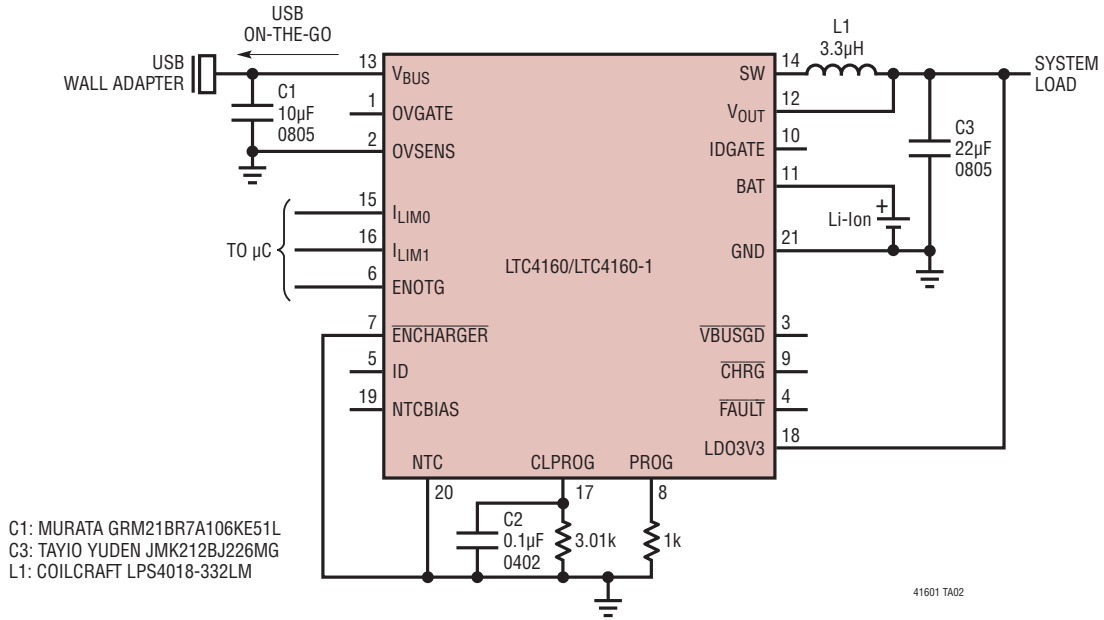 USB
ON-THE-GO
USB
WALL ADAPTER
C1
10µF
0805
TO µC
13
1
2
15
16
6
7
5
19
VBUS
OVGATE
OVSENS
ILIM0
ILIM1
ENOTG
ENCHARGER
ID
NTCBIAS
LTC4160/LTC4160-1
SW
VOUT
IDGATE
BAT
GND
VBUSGD
CHRG
FAULT
LDO3V3
14
12
10
11
21
3
9
4
18
L1
3.3µH
SYSTEM
LOAD
C3
22µF
0805
+
Li-Ion
NTC
CLPROG
PROG
20
17
8
C2
0.1µF
0402
3.01k
1k
C1: MURATA GRM21BR7A106KE51L
C3: TAYIO YUDEN JMK212BJ226MG
L1: COILCRAFT LPS4018-332LM
41601 TA02